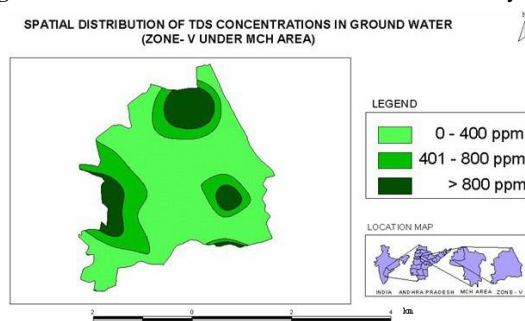 SPATIAL DISTRIBUTION OF TDS CONCENTRATIONS IN GROUND WATER
(ZONE- V UNDER MCH AREA)
N
LEGEND
0 - 400 ppm
401 - 800 ppm
> 800 ppm
LOCATION MAP
INDIA ANDHRA PRADESH MCH AREA ZONE - V
2 0 2 4 km